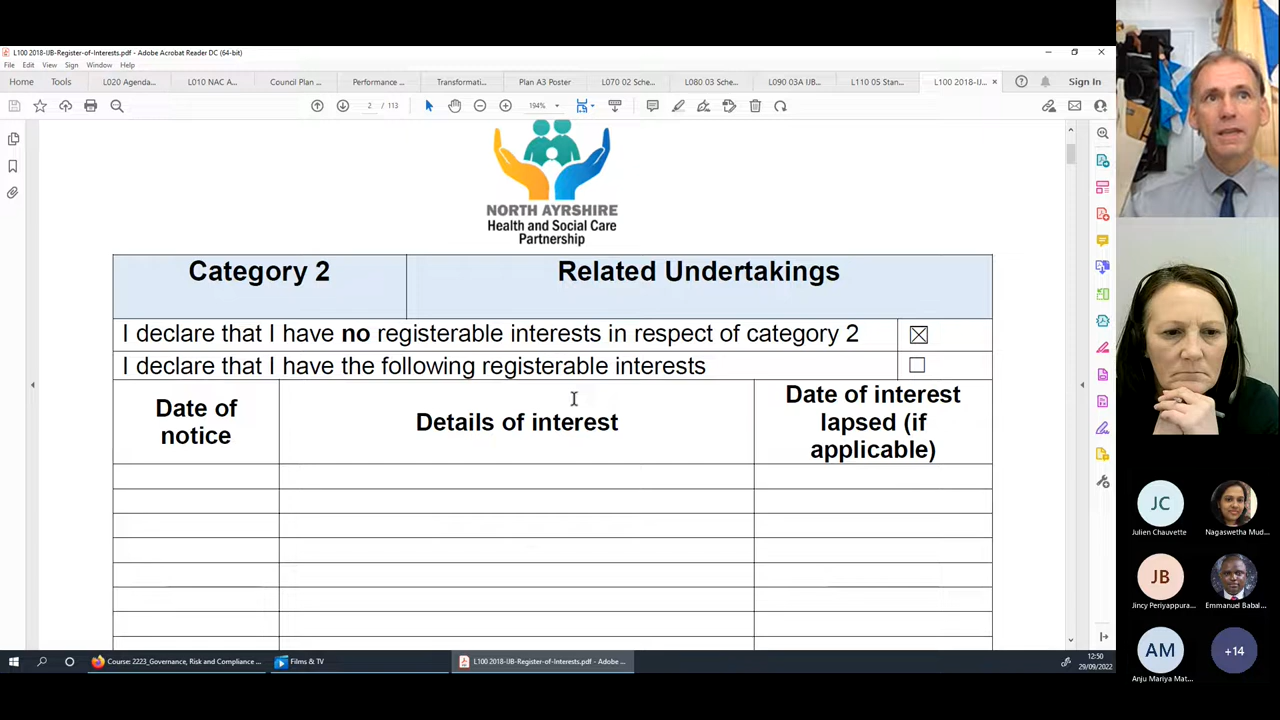 L100 2018-IJB-Register-of-Interests.pdf - Adobe Acrobat Reader DC (64-bit)
File Edit View Sign Window Help
Home Tools L020 Agenda... L010 NAC A... Council Plan ... Performance ... Transformati... Plan A3 Poster L070 02 Sche... L080 03 Sche... L090 03A IJB... L110 05 Stan... L100 2018-IJ... Sign In
2 / 113 194%
NORTH AYRSHIRE
Health and Social Care
Partnership
Category 2 Related Undertakings
I declare that I have no registerable interests in respect of category 2
I declare that I have the following registerable interests
Date of notice
Details of interest
Date of interest lapsed (if applicable)
JC
Julien Chauvette
Nagaswetha Mud...
JB
Jincy Periyappura...
Emmanuel Babal...
AM
Anju Mariya Mat...
+14
Course: 2223_Governance, Risk and Compliance ... Films & TV L100 2018-IJB-Register-of-Interests.pdf - Adobe ...
12:50
29/09/2022